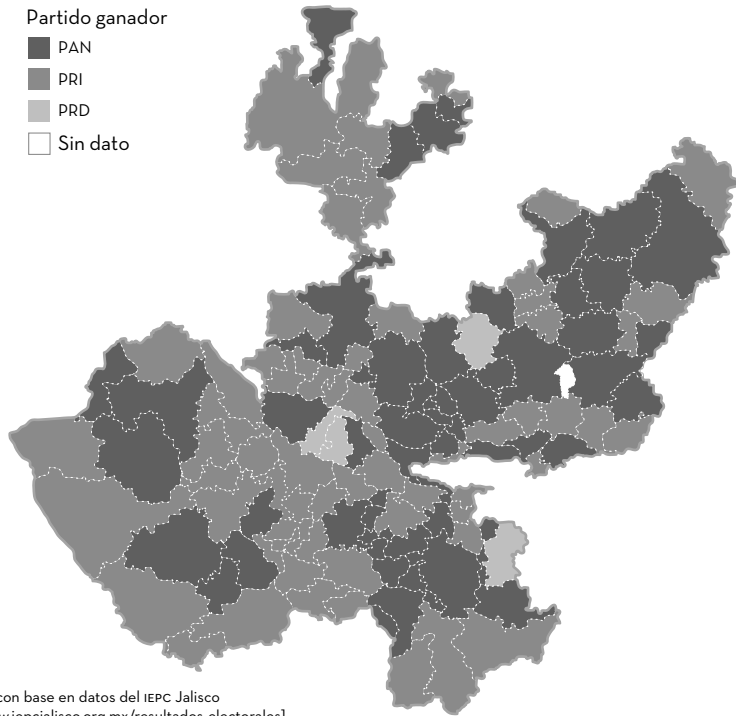 Partido ganador
PAN
PRI
PRD
Sin dato
con base en datos del IEPC Jalisco